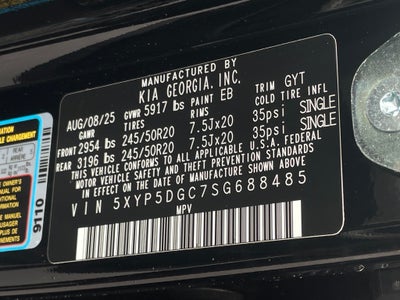 MANUFACTURED BY
KIA GEORGIA, INC.
AUG/08/25 GVWR 5917 lbs PAINT EB TRIM GYT
GAWR TIRES RIMS COLD TIRE INFL
FRONT 2954 lbs 245/50R20 7.5Jx20 35psi SINGLE
REAR 3196 lbs 245/50R20 7.5Jx20 35psi SINGLE
THIS VEHICLE CONFORMS TO ALL APPLICABLE U.S.A. FEDERAL
MOTOR VEHICLE SAFETY STANDARDS
IN EFFECT ON THE DATE OF MANUFACTURE SHOWN ABOVE.
VIN 5XYP5DGC7SG688485
MPV
REAR
ARRIERE
9110